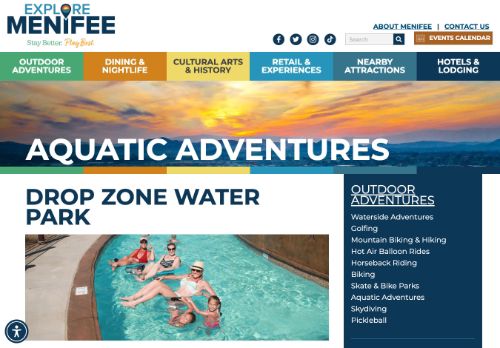 EXPLORE
MENIFEE
Stay Better. Play Best.
ABOUT MENIFEE | CONTACT US
Search
EVENTS CALENDAR
OUTDOOR
ADVENTURES
DINING &
NIGHTLIFE
CULTURAL ARTS
& HISTORY
RETAIL &
EXPERIENCES
NEARBY
ATTRACTIONS
HOTELS &
LODGING
AQUATIC ADVENTURES
DROP ZONE WATER
PARK
OUTDOOR
ADVENTURES
Waterside Adventures
Golfing
Mountain Biking & Hiking
Hot Air Balloon Rides
Horseback Riding
Biking
Skate & Bike Parks
Aquatic Adventures
Skydiving
Pickleball